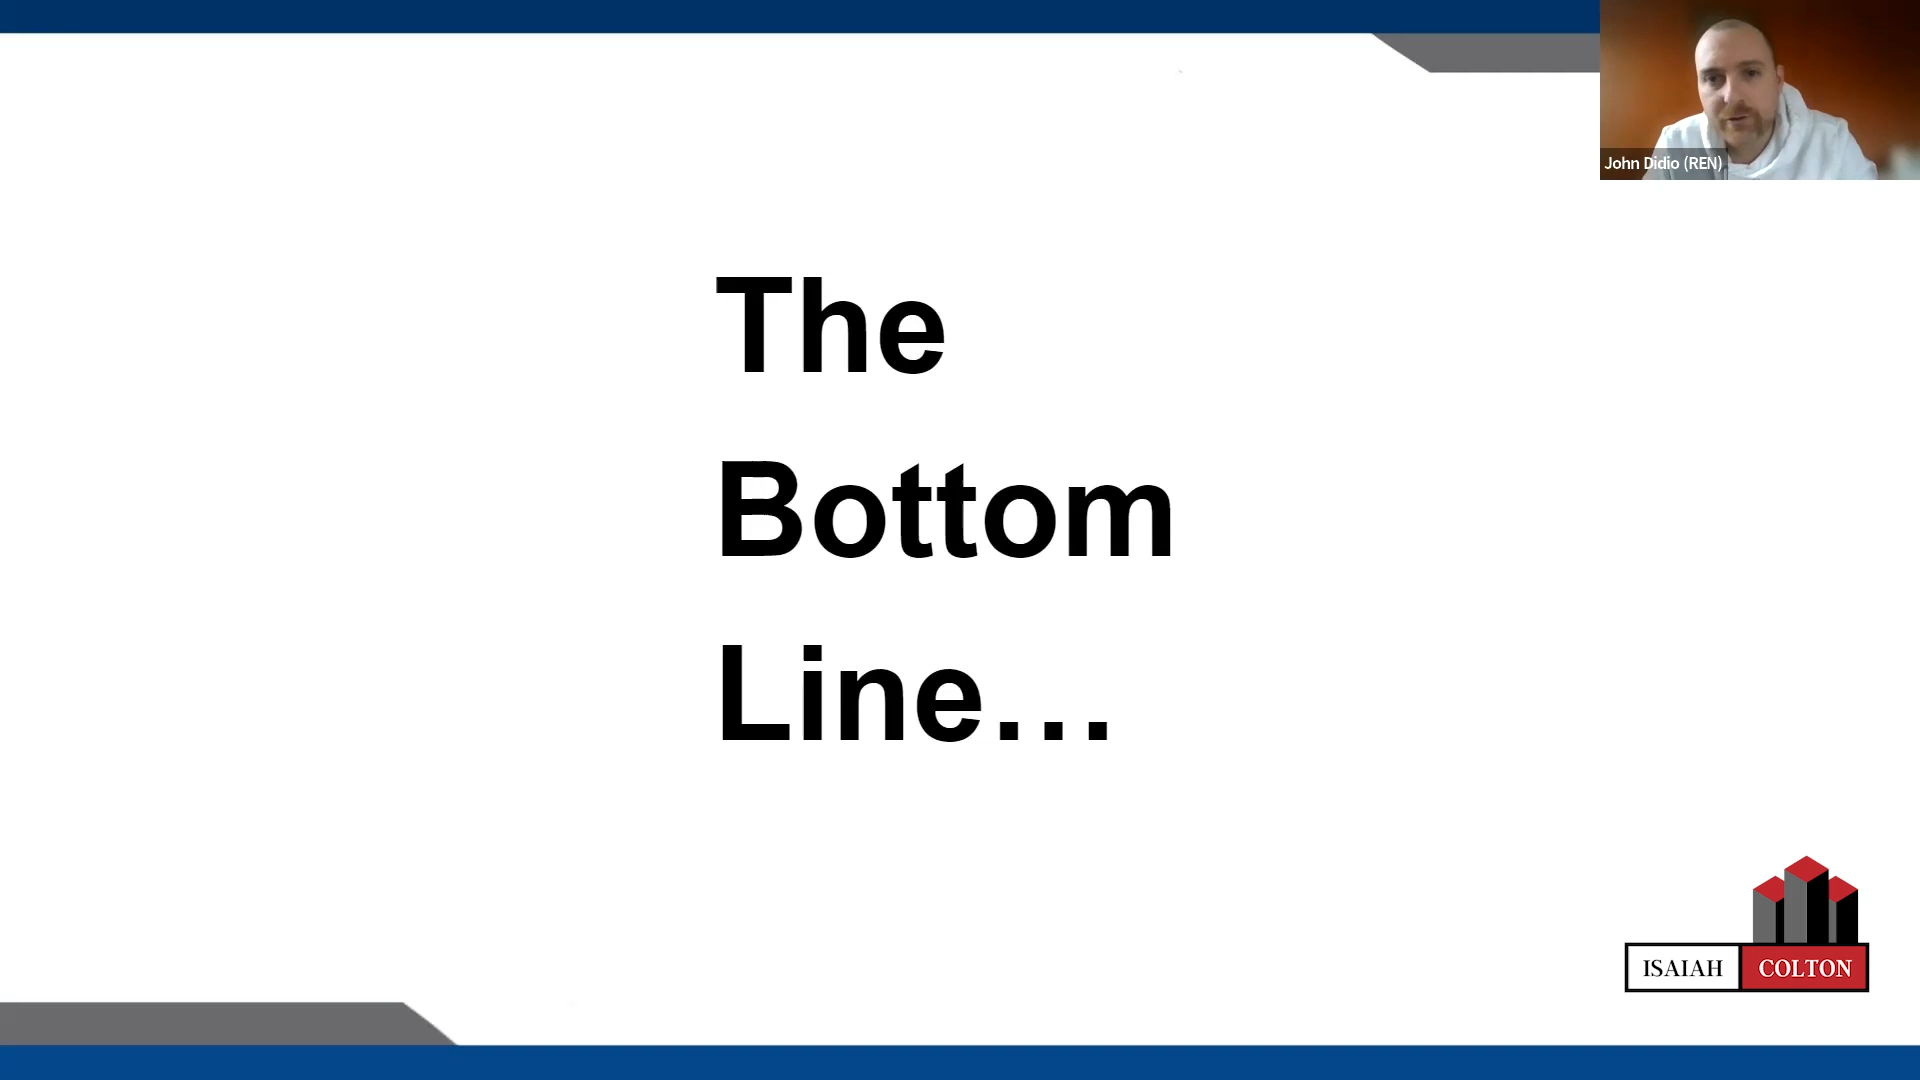 John Didio (REN)
The
Bottom
Line…
ISAIAH COLTON